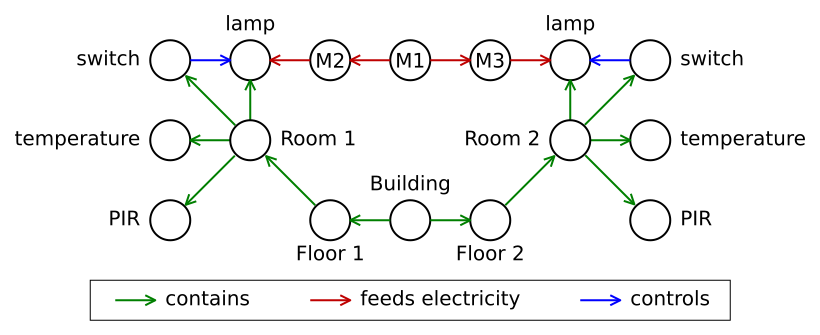 lamp lamp
switch M2 M1 M3 switch
temperature Room 1 Room 2 temperature
Building
PIR PIR
Floor 1 Floor 2
contains feeds electricity controls